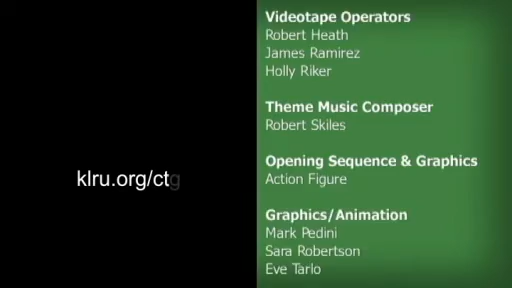 klru.org/ctg
Videotape Operators
Robert Heath
James Ramirez
Holly Riker
Theme Music Composer
Robert Skiles
Opening Sequence & Graphics
Action Figure
Graphics/Animation
Mark Pedini
Sara Robertson
Eve Tarlo